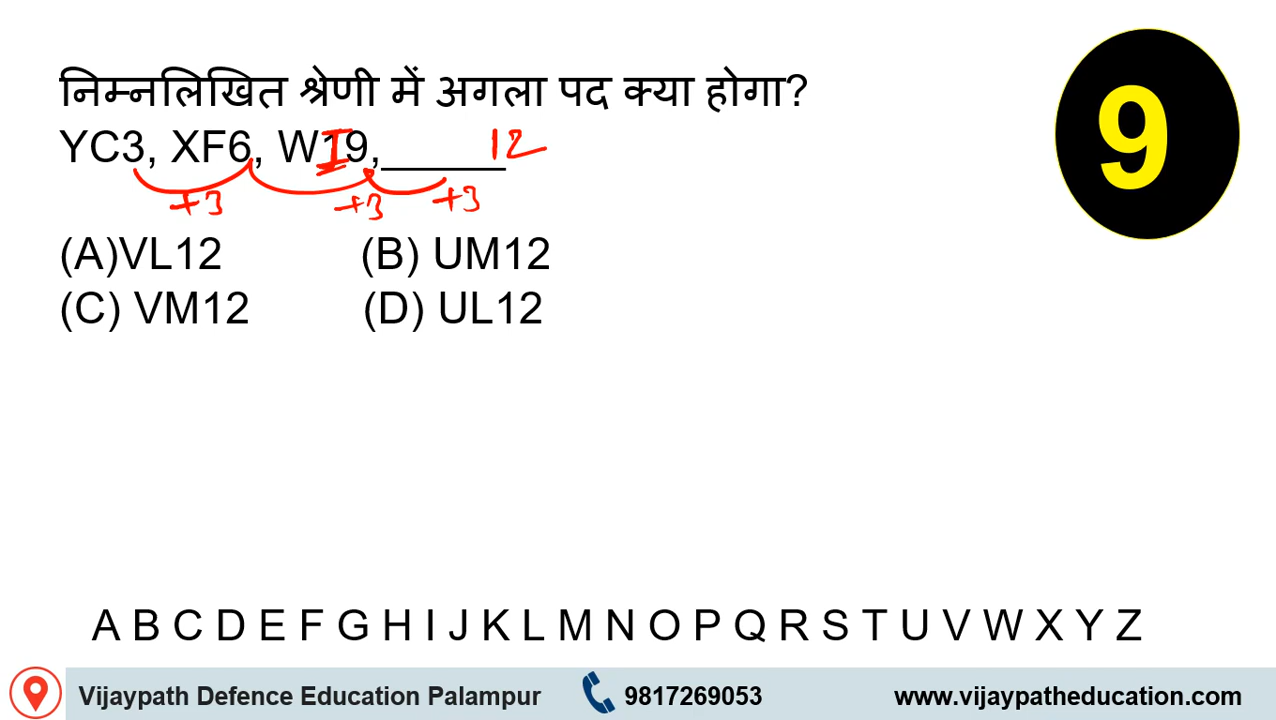 निम्नलिखित श्रेणी में अगला पद क्या होगा?
YC3, XF6, WI9,______ 12
+3 +3 +3
(A)VL12 (B) UM12
(C) VM12 (D) UL12
9
A B C D E F G H I J K L M N O P Q R S T U V W X Y Z
Vijaypath Defence Education Palampur 9817269053 www.vijaypatheducation.com